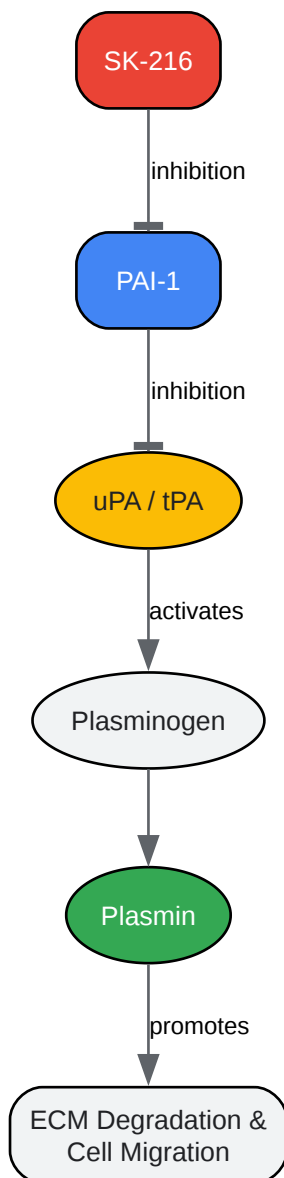 SK-216
inhibition
PAI-1
inhibition
uPA / tPA
activates
Plasminogen
Plasmin
promotes
ECM Degradation &
Cell Migration